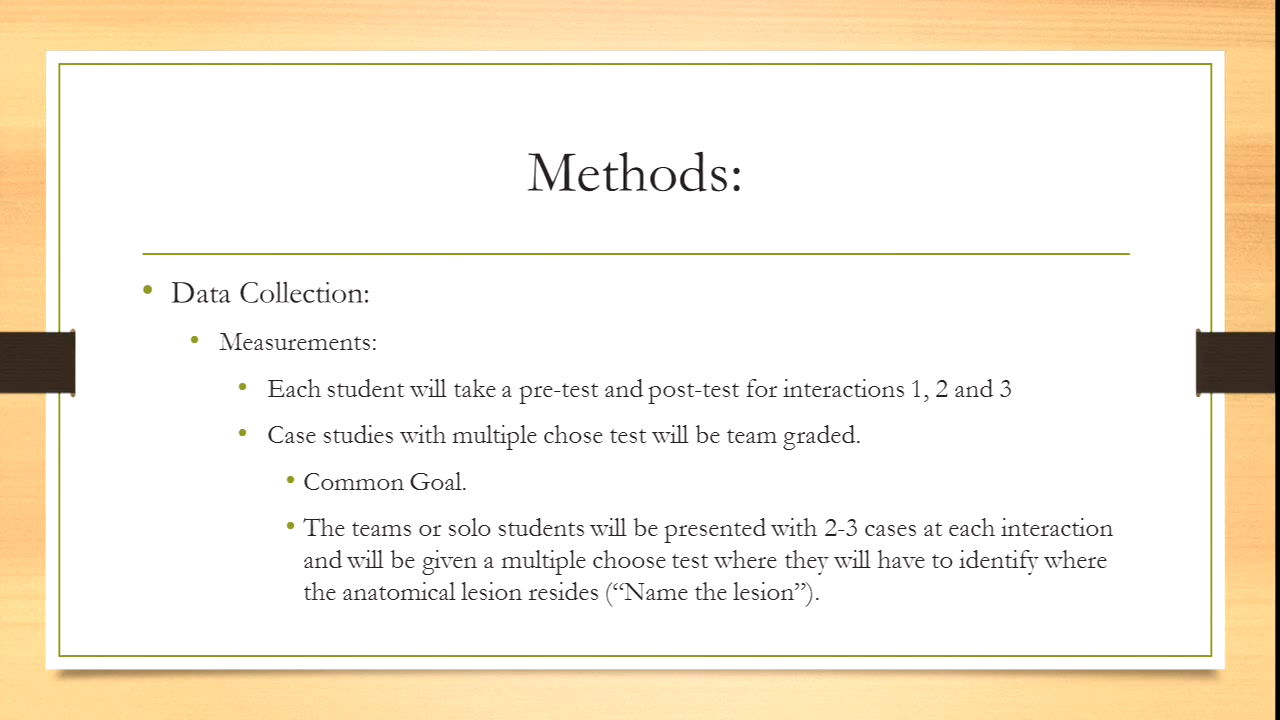 Methods:
• Data Collection:
• Measurements:
• Each student will take a pre-test and post-test for interactions 1, 2 and 3
• Case studies with multiple chose test will be team graded.
• Common Goal.
• The teams or solo students will be presented with 2-3 cases at each interaction
and will be given a multiple choose test where they will have to identify where
the anatomical lesion resides (“Name the lesion”).